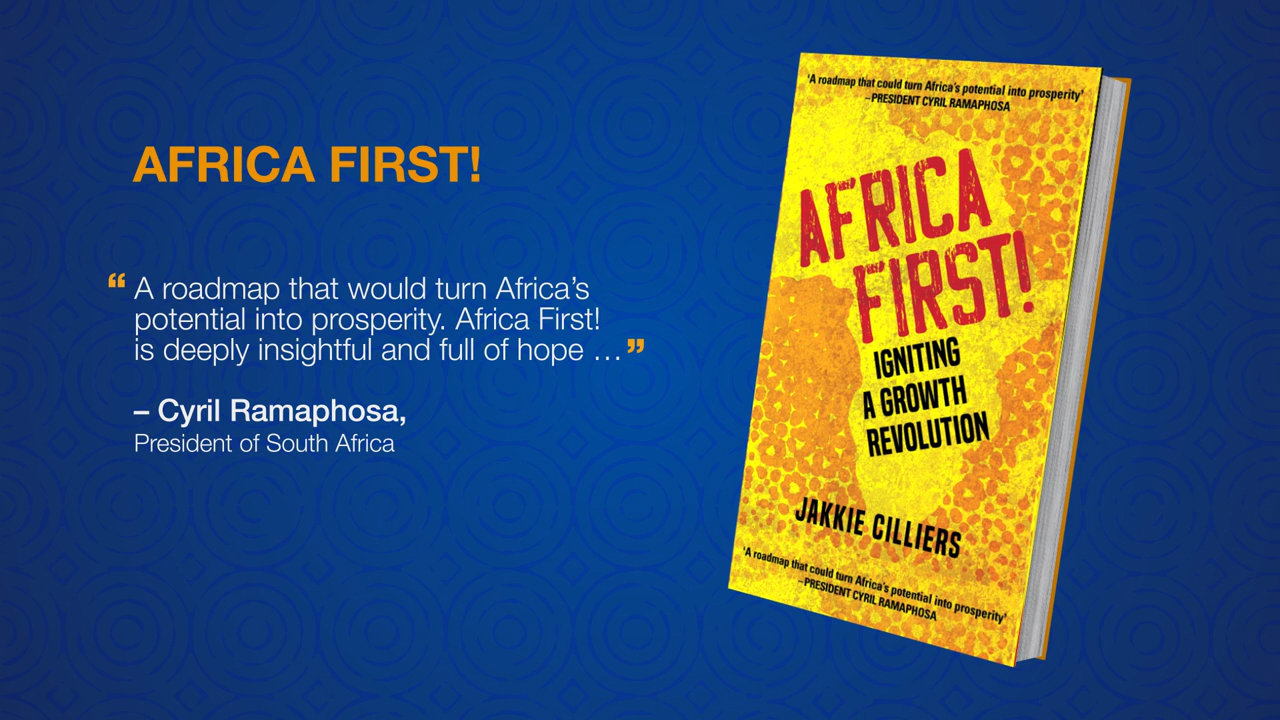 AFRICA FIRST!
“ A roadmap that would turn Africa’s
potential into prosperity. Africa First!
is deeply insightful and full of hope …”
– Cyril Ramaphosa,
President of South Africa
‘A roadmap that could turn Africa’s potential into prosperity’
–PRESIDENT CYRIL RAMAPHOSA
AFRICA
FIRST!
IGNITING
A GROWTH
REVOLUTION
JAKKIE CILLIERS
‘A roadmap that could turn Africa’s potential into prosperity’
–PRESIDENT CYRIL RAMAPHOSA